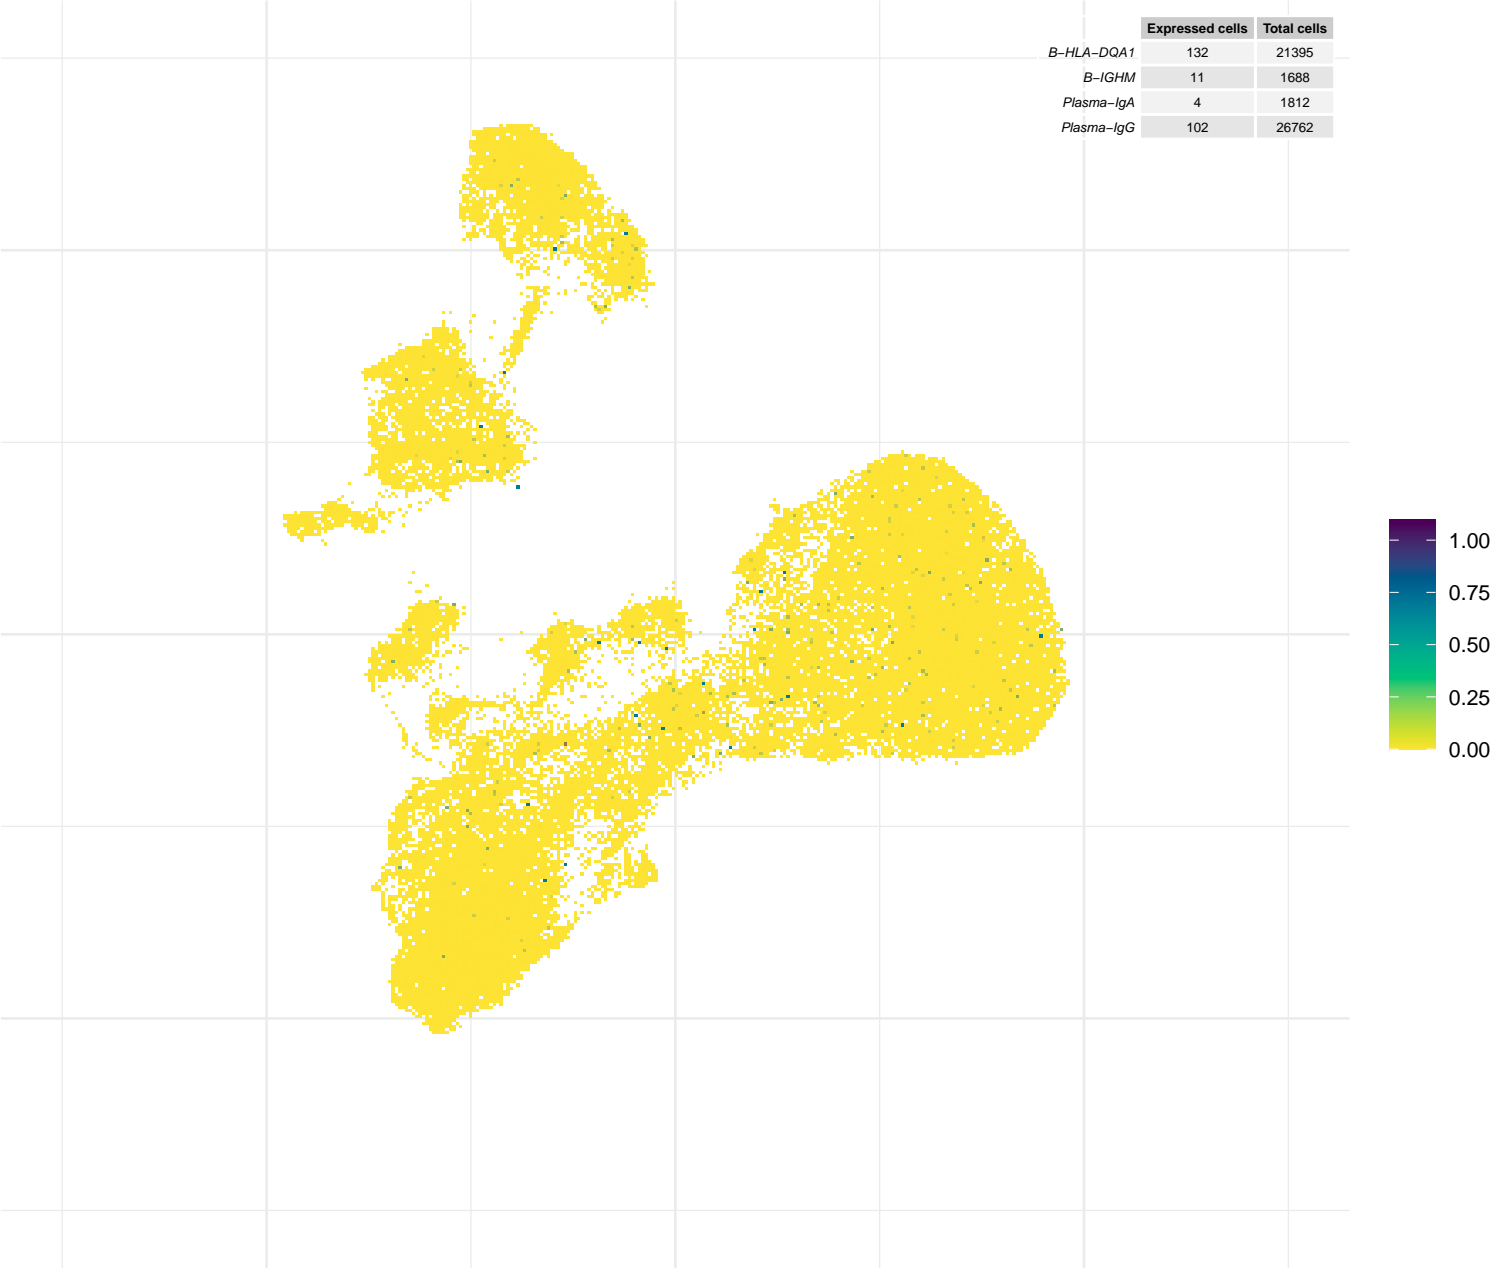 Expressed cells Total cells
B−HLA−DQA1 132 21395
B−IGHM 11 1688
Plasma−IgA 4 1812
Plasma−IgG 102 26762
1.00
0.75
0.50
0.25
0.00